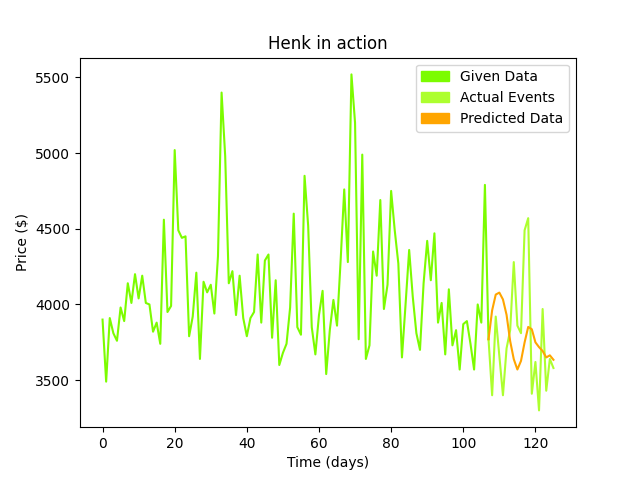 Henk in action
Given Data
Actual Events
Predicted Data
Price ($)
5500
5000
4500
4000
3500
0 20 40 60 80 100 120
Time (days)